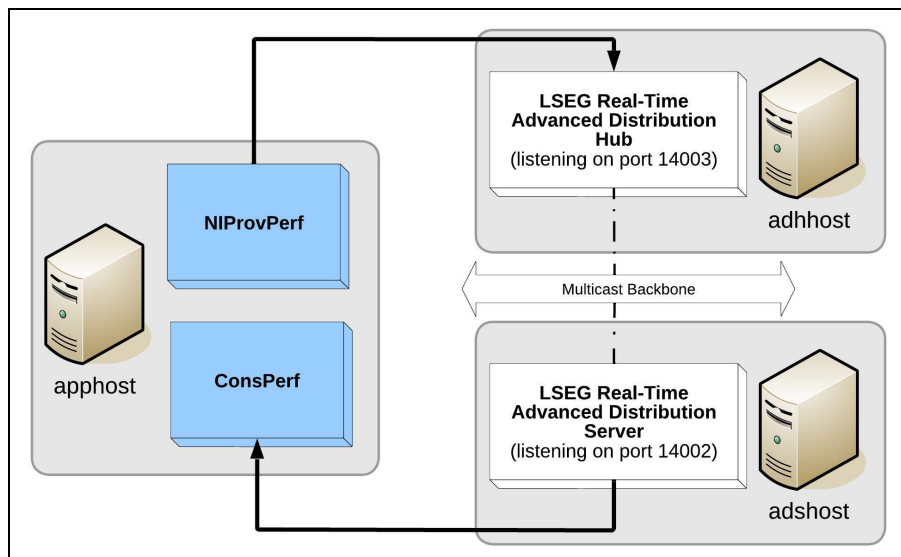 LSEG Real-Time
Advanced Distribution
Hub
(listening on port 14003)
adhhost
NIProvPerf
apphost
ConsPerf
Multicast Backbone
LSEG Real-Time
Advanced Distribution
Server
(listening on port 14002)
adshost